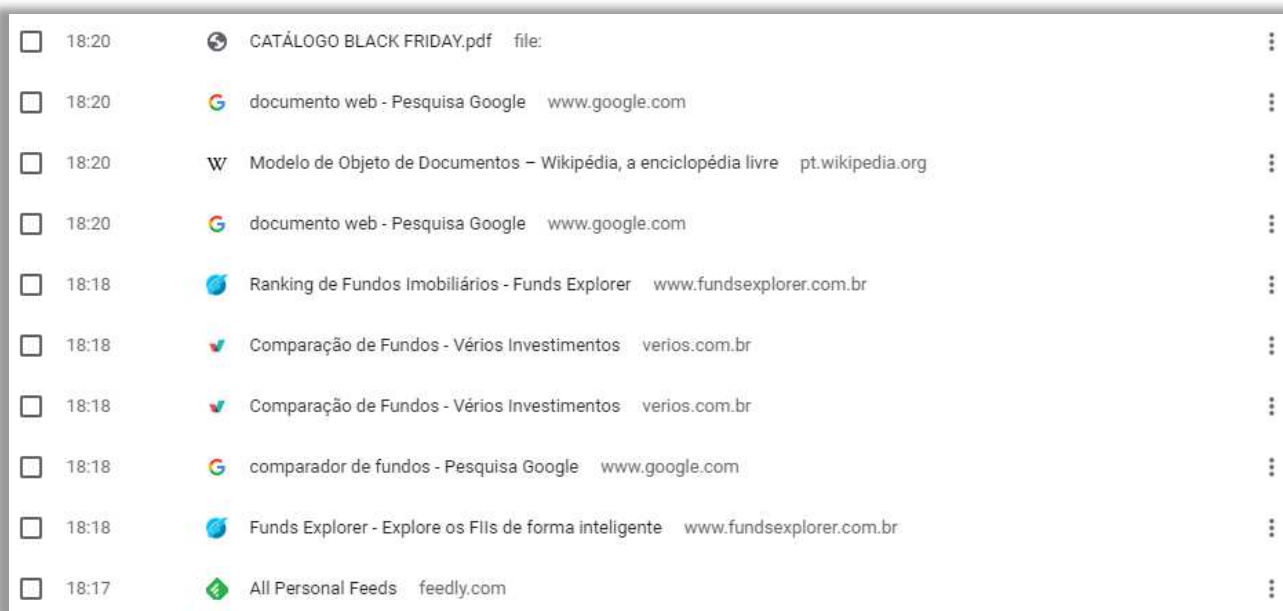 18:20 CATÁLOGO BLACK FRIDAY.pdf file:
18:20 documento web - Pesquisa Google www.google.com
18:20 W Modelo de Objeto de Documentos – Wikipédia, a enciclopédia livre pt.wikipedia.org
18:20 documento web - Pesquisa Google www.google.com
18:18 Ranking de Fundos Imobiliários - Funds Explorer www.fundsexplorer.com.br
18:18 Comparação de Fundos - Vérios Investimentos verios.com.br
18:18 Comparação de Fundos - Vérios Investimentos verios.com.br
18:18 comparador de fundos - Pesquisa Google www.google.com
18:18 Funds Explorer - Explore os FIIs de forma inteligente www.fundsexplorer.com.br
18:17 All Personal Feeds feedly.com